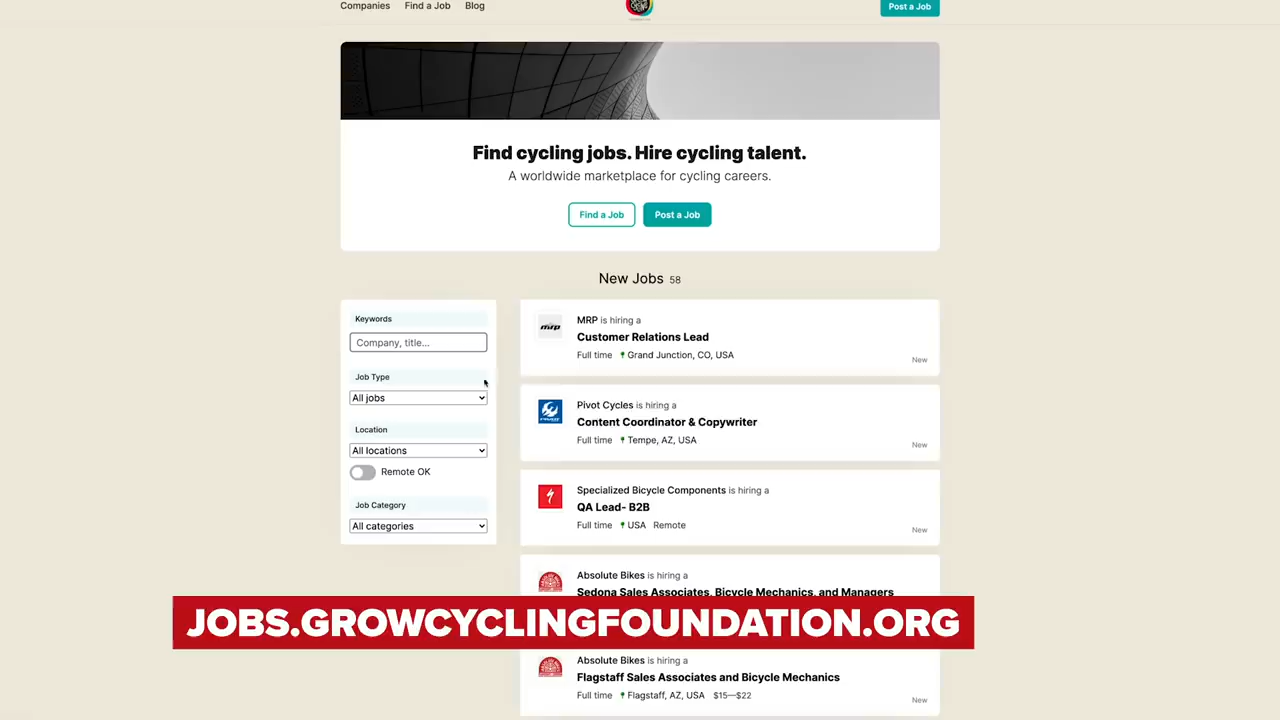 Companies Find a Job Blog
Post a Job
Find cycling jobs. Hire cycling talent.
A worldwide marketplace for cycling careers.
Find a Job Post a Job
New Jobs 58
Keywords
Company, title...
Job Type
All jobs
Location
All locations
Remote OK
Job Category
All categories
mrp
MRP is hiring a
Customer Relations Lead
Full time Grand Junction, CO, USA
New
PIVOT
Pivot Cycles is hiring a
Content Coordinator & Copywriter
Full time Tempe, AZ, USA
New
Specialized Bicycle Components is hiring a
QA Lead- B2B
Full time USA Remote
New
Absolute Bikes is hiring a
Sedona Sales Associates, Bicycle Mechanics, and Managers
JOBS.GROWCYCLINGFOUNDATION.ORG
Absolute Bikes is hiring a
Flagstaff Sales Associates and Bicycle Mechanics
Full time Flagstaff, AZ, USA $15—$22
New